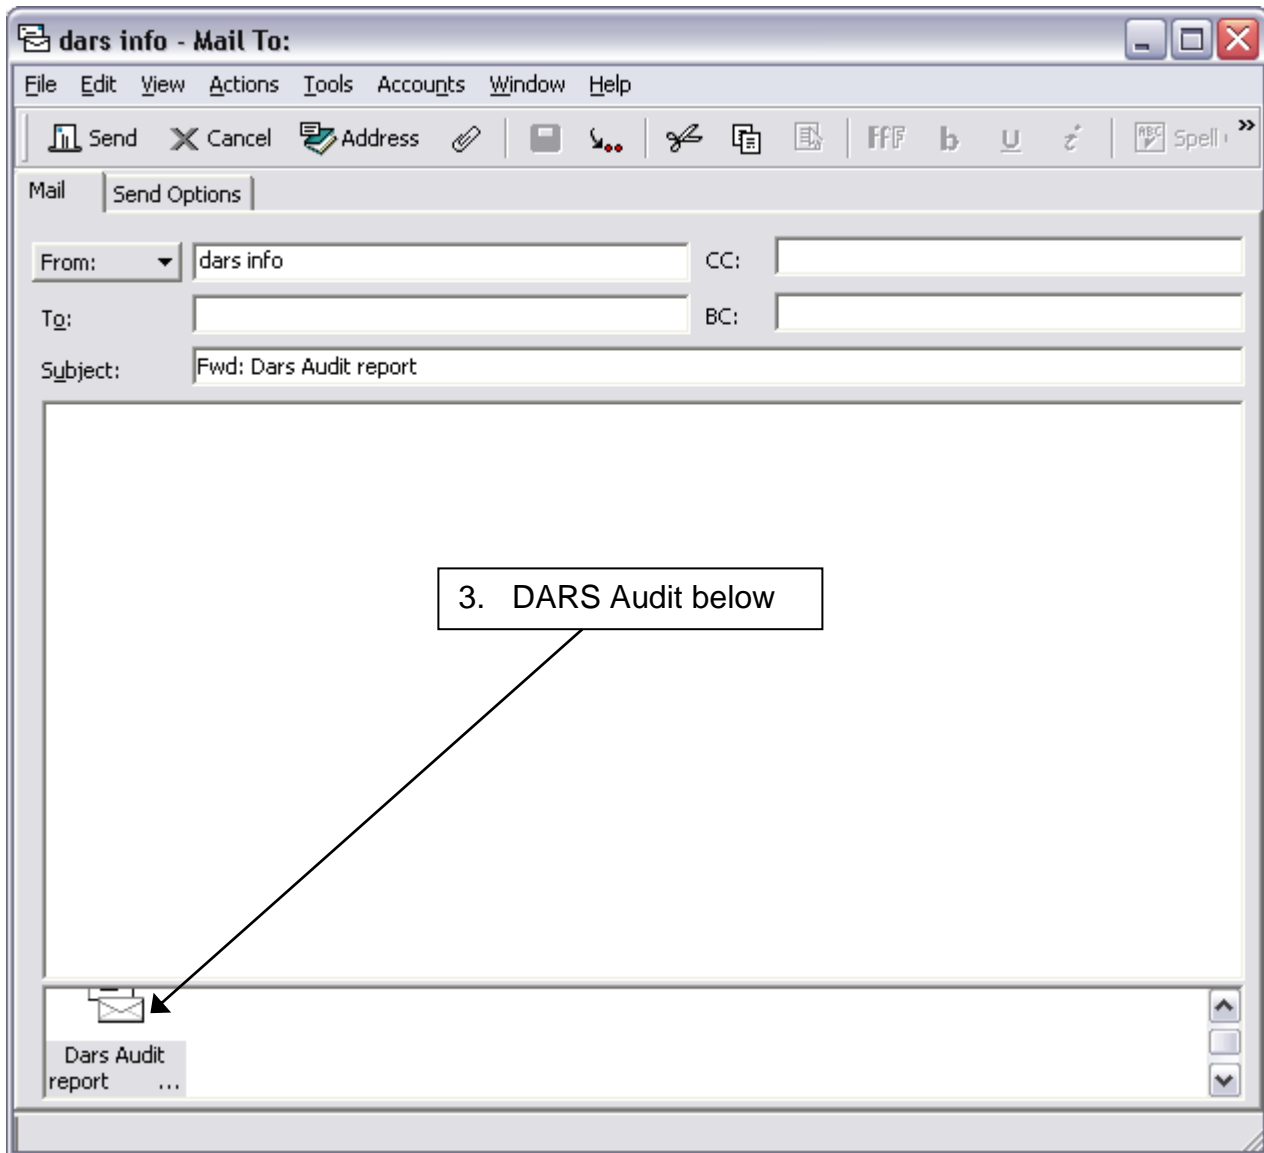 dars info - Mail To:
File Edit View Actions Tools Accounts Window Help
Send Cancel Address FFF b u i ABC Spell
Mail Send Options
From: dars info CC:
To: BC:
Subject: Fwd: Dars Audit report
3. DARS Audit below
Dars Audit
report ...